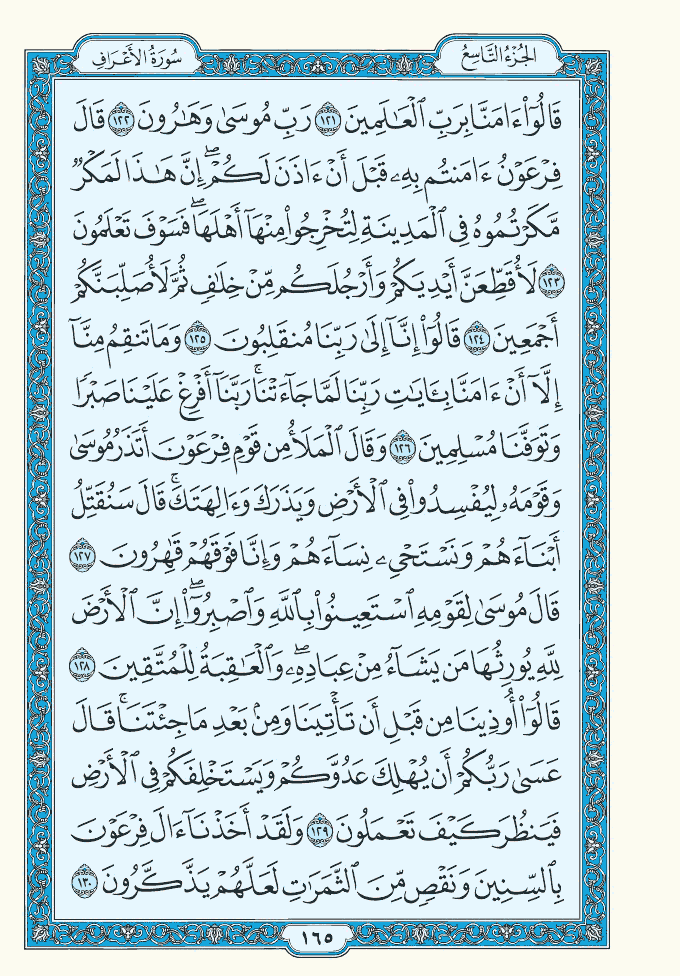 الجُزْءُ التَّاسِعُ
سُورَةُ الأَعْرَافِ
قَالُوٓا۟ ءَامَنَّا بِرَبِّ ٱلْعَـٰلَمِينَ ١٢١ رَبِّ مُوسَىٰ وَهَـٰرُونَ ١٢٢ قَالَ
فِرْعَوْنُ ءَامَنتُم بِهِۦ قَبْلَ أَنْ ءَاذَنَ لَكُمْ ۖ إِنَّ هَـٰذَا لَمَكْرٌ
مَّكَرْتُمُوهُ فِى ٱلْمَدِينَةِ لِتُخْرِجُوا۟ مِنْهَآ أَهْلَهَا ۖ فَسَوْفَ تَعْلَمُونَ
١٢٣ لَأُقَطِّعَنَّ أَيْدِيَكُمْ وَأَرْجُلَكُم مِّنْ خِلَـٰفٍ ثُمَّ لَأُصَلِّبَنَّكُمْ
أَجْمَعِينَ ١٢٤ قَالُوٓا۟ إِنَّآ إِلَىٰ رَبِّنَا مُنقَلِبُونَ ١٢٥ وَمَا تَنقِمُ مِنَّآ
إِلَّآ أَنْ ءَامَنَّا بِـَٔايَـٰتِ رَبِّنَا لَمَّا جَآءَتْنَا ۚ رَبَّنَآ أَفْرِغْ عَلَيْنَا صَبْرًا
وَتَوَفَّنَا مُسْلِمِينَ ١٢٦ وَقَالَ ٱلْمَلَأُ مِن قَوْمِ فِرْعَوْنَ أَتَذَرُ مُوسَىٰ
وَقَوْمَهُۥ لِيُفْسِدُوا۟ فِى ٱلْأَرْضِ وَيَذَرَكَ وَءَالِهَتَكَ ۚ قَالَ سَنُقَتِّلُ
أَبْنَآءَهُمْ وَنَسْتَحْىِۦ نِسَآءَهُمْ وَإِنَّا فَوْقَهُمْ قَـٰهِرُونَ ١٢٧
قَالَ مُوسَىٰ لِقَوْمِهِ ٱسْتَعِينُوا۟ بِٱللَّهِ وَٱصْبِرُوٓا۟ ۖ إِنَّ ٱلْأَرْضَ
لِلَّهِ يُورِثُهَا مَن يَشَآءُ مِنْ عِبَادِهِۦ ۖ وَٱلْعَـٰقِبَةُ لِلْمُتَّقِينَ ١٢٨
قَالُوٓا۟ أُوذِينَا مِن قَبْلِ أَن تَأْتِيَنَا وَمِنۢ بَعْدِ مَا جِئْتَنَا ۚ قَالَ
عَسَىٰ رَبُّكُمْ أَن يُهْلِكَ عَدُوَّكُمْ وَيَسْتَخْلِفَكُمْ فِى ٱلْأَرْضِ
فَيَنظُرَ كَيْفَ تَعْمَلُونَ ١٢٩ وَلَقَدْ أَخَذْنَآ ءَالَ فِرْعَوْنَ
بِٱلسِّنِينَ وَنَقْصٍ مِّنَ ٱلثَّمَرَٰتِ لَعَلَّهُمْ يَذَّكَّرُونَ ١٣٠
١٦٥